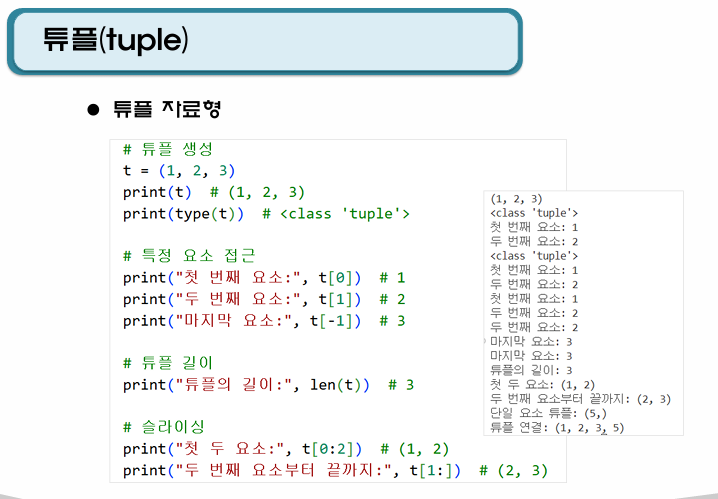 튜플(tuple)
● 튜플 자료형
# 튜플 생성
t = (1, 2, 3)
print(t)  # (1, 2, 3)
print(type(t))  # <class 'tuple'>
# 특정 요소 접근
print("첫 번째 요소:", t[0])  # 1
print("두 번째 요소:", t[1])  # 2
print("마지막 요소:", t[-1])  # 3
# 튜플 길이
print("튜플의 길이:", len(t))  # 3
# 슬라이싱
print("첫 두 요소:", t[0:2])  # (1, 2)
print("두 번째 요소부터 끝까지:", t[1:])  # (2, 3)
(1, 2, 3)
<class 'tuple'>
첫 번째 요소: 1
두 번째 요소: 2
<class 'tuple'>
첫 번째 요소: 1
두 번째 요소: 2
첫 번째 요소: 1
두 번째 요소: 2
두 번째 요소: 2
마지막 요소: 3
마지막 요소: 3
튜플의 길이: 3
첫 두 요소: (1, 2)
두 번째 요소부터 끝까지: (2, 3)
단일 요소 튜플: (5,)
튜플 연결: (1, 2, 3, 5)